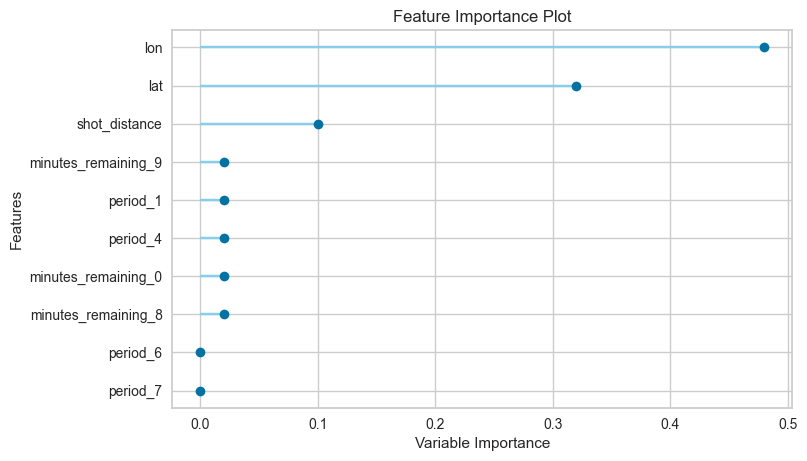 Feature Importance Plot
lon
lat
shot_distance
minutes_remaining_9
period_1
period_4
minutes_remaining_0
minutes_remaining_8
period_6
period_7
Features
0.0 0.1 0.2 0.3 0.4 0.5
Variable Importance